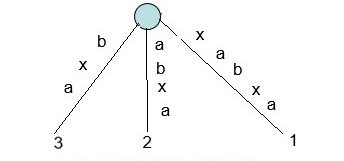 b x a
a b x a
x a b x a
3 2 1